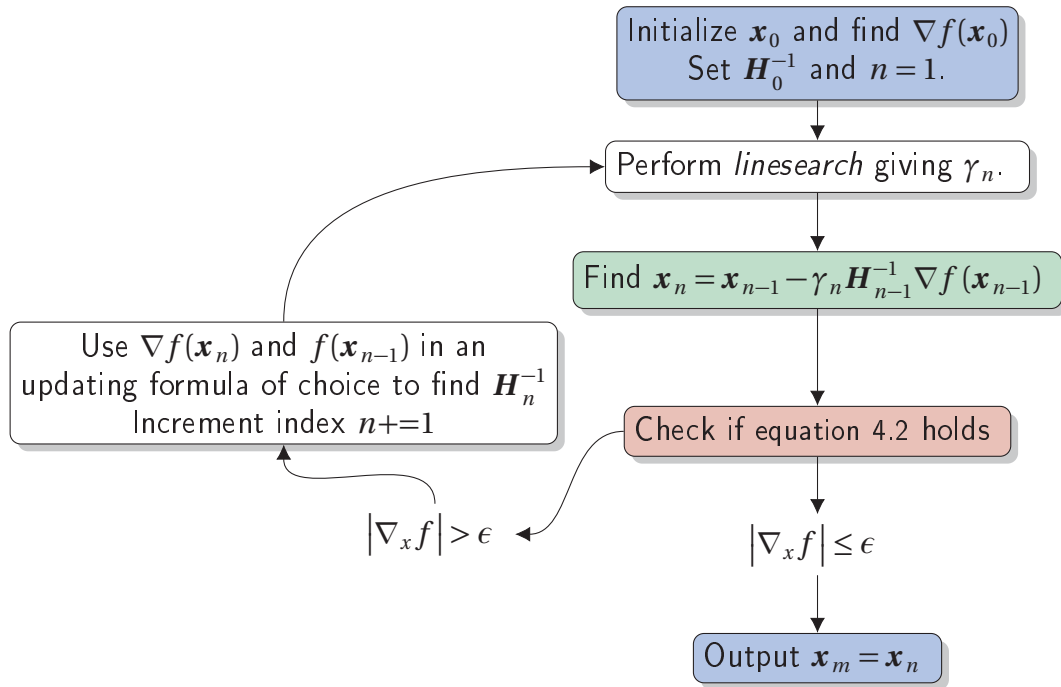 Initialize 𝒙₀ and find ∇f(𝒙₀)
Set 𝑯₀⁻¹ and n = 1.
Perform linesearch giving γₙ.
Find 𝒙ₙ = 𝒙ₙ₋₁ − γₙ𝑯ₙ₋₁⁻¹∇f(𝒙ₙ₋₁)
Use ∇f(𝒙ₙ) and f(𝒙ₙ₋₁) in an
updating formula of choice to find 𝑯ₙ⁻¹
Increment index n+=1
Check if equation 4.2 holds
|∇ₓf| > ϵ
|∇ₓf| ≤ ϵ
Output 𝒙ₘ = 𝒙ₙ